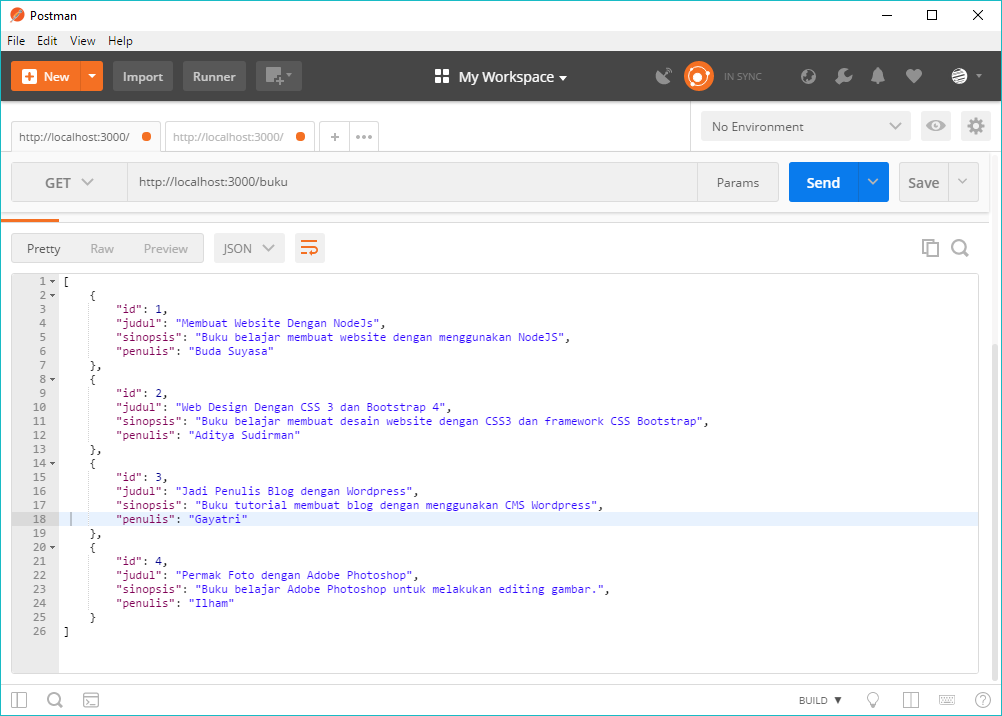 Postman
File Edit View Help
New Import Runner My Workspace IN SYNC
http://localhost:3000/ http://localhost:3000/ + ••• No Environment
GET http://localhost:3000/buku Params Send Save
Pretty Raw Preview JSON
1 [
2 {
3 "id": 1,
4 "judul": "Membuat Website Dengan NodeJs",
5 "sinopsis": "Buku belajar membuat website dengan menggunakan NodeJS",
6 "penulis": "Buda Suyasa"
7 },
8 {
9 "id": 2,
10 "judul": "Web Design Dengan CSS 3 dan Bootstrap 4",
11 "sinopsis": "Buku belajar membuat desain website dengan CSS3 dan framework CSS Bootstrap",
12 "penulis": "Aditya Sudirman"
13 },
14 {
15 "id": 3,
16 "judul": "Jadi Penulis Blog dengan Wordpress",
17 "sinopsis": "Buku tutorial membuat blog dengan menggunakan CMS Wordpress",
18 "penulis": "Gayatri"
19 },
20 {
21 "id": 4,
22 "judul": "Permak Foto dengan Adobe Photoshop",
23 "sinopsis": "Buku belajar Adobe Photoshop untuk melakukan editing gambar.",
24 "penulis": "Ilham"
25 }
26 ]
BUILD